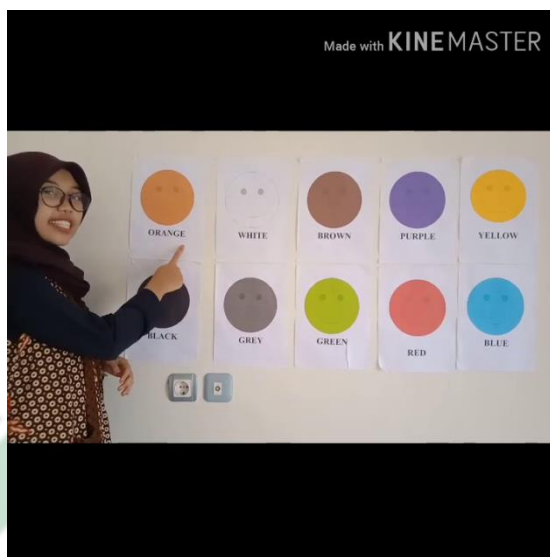 Made with KINEMASTER
ORANGE WHITE BROWN PURPLE YELLOW
BLACK GREY GREEN RED BLUE